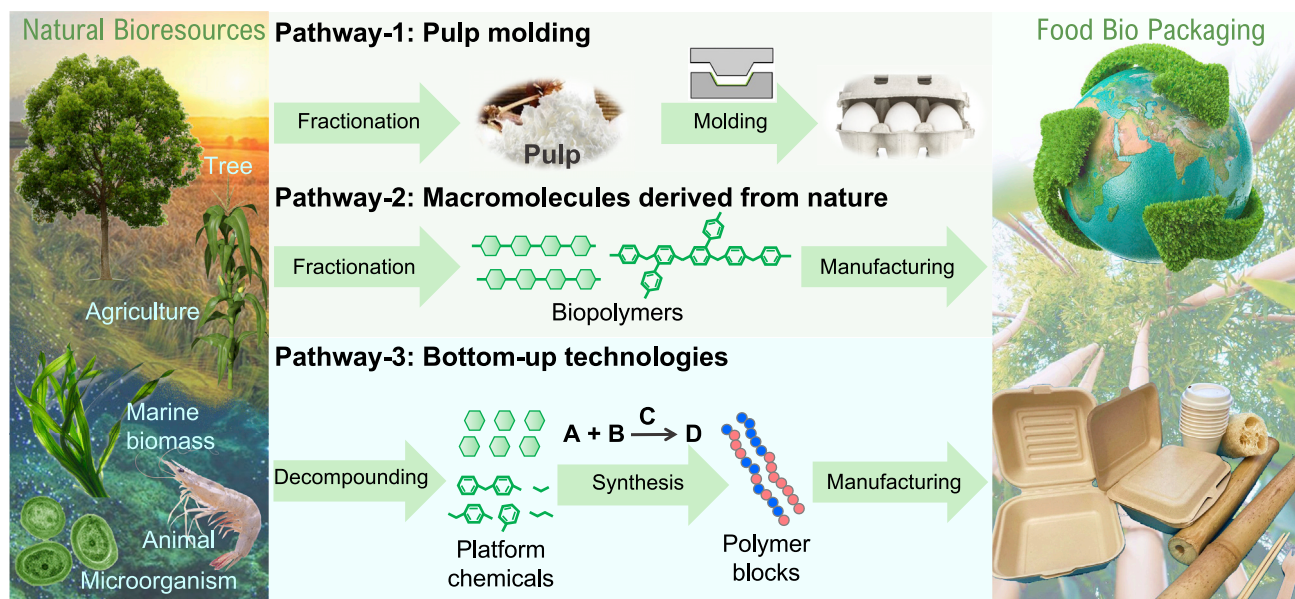 Natural Bioresources
Tree
Agriculture
Marine
biomass
Animal
Microorganism
Pathway-1: Pulp molding
Fractionation
Pulp
Molding
Pathway-2: Macromolecules derived from nature
Fractionation
Biopolymers
Manufacturing
Pathway-3: Bottom-up technologies
Decompounding
Platform
chemicals
C
A + B → D
Synthesis
Polymer
blocks
Manufacturing
Food Bio Packaging